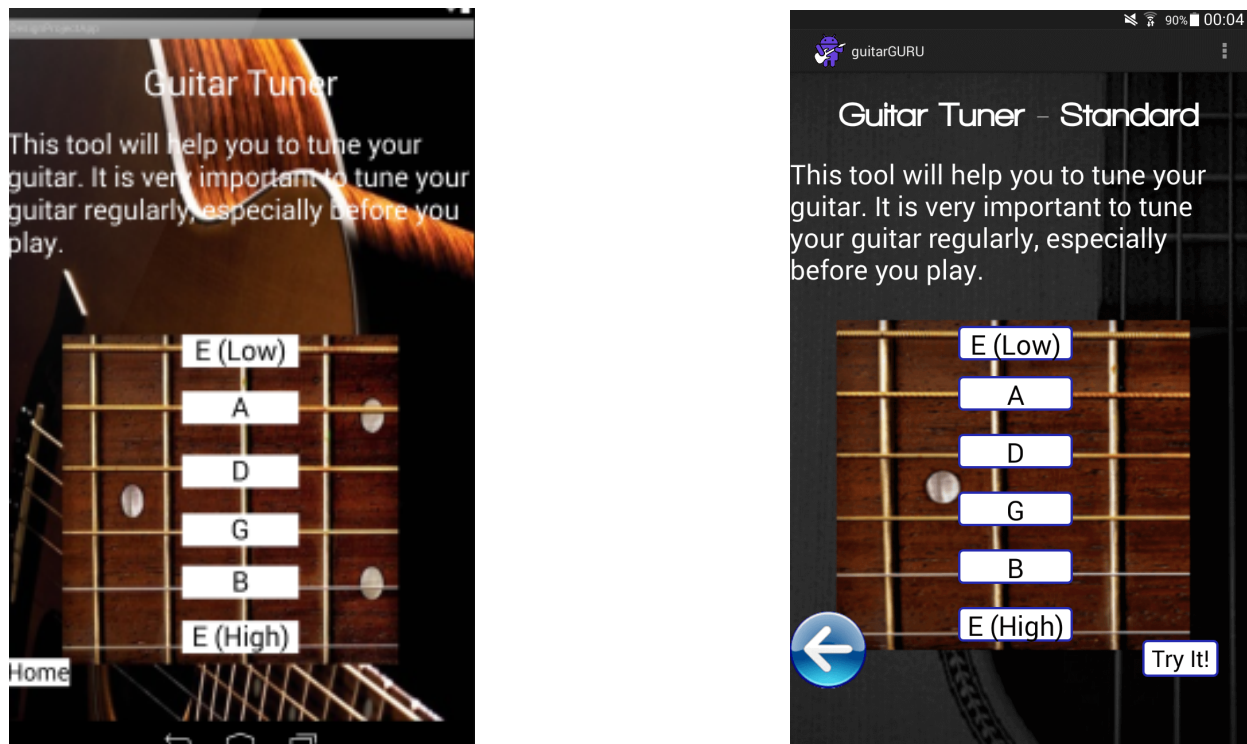 DesignProjectApp
Guitar Tuner
This tool will help you to tune your
guitar. It is very important to tune your
guitar regularly, especially before you
play.
E (Low)
A
D
G
B
E (High)
Home
90% 00:04
guitarGURU
Guitar Tuner - Standard
This tool will help you to tune your
guitar. It is very important to tune
your guitar regularly, especially
before you play.
E (Low)
A
D
G
B
E (High)
Try It!